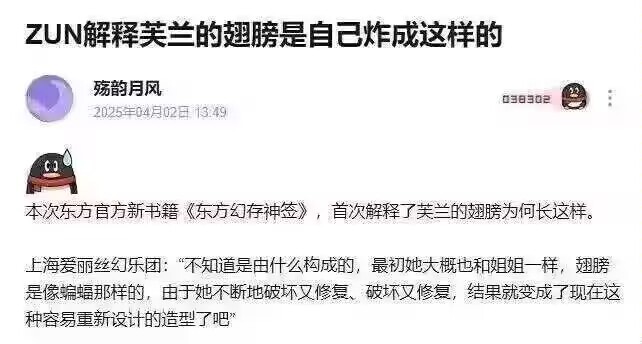 ZUN解释芙兰的翅膀是自己炸成这样的
殇韵月风
2025年04月02日 13:49
038302
本次东方官方新书籍《东方幻存神签》，首次解释了芙兰的翅膀为何长这样。
上海爱丽丝幻乐团：“不知道是由什么构成的，最初她大概也和姐姐一样，翅膀
是像蝙蝠那样的，由于她不断地破坏又修复、破坏又修复，结果就变成了现在这
种容易重新设计的造型了吧”